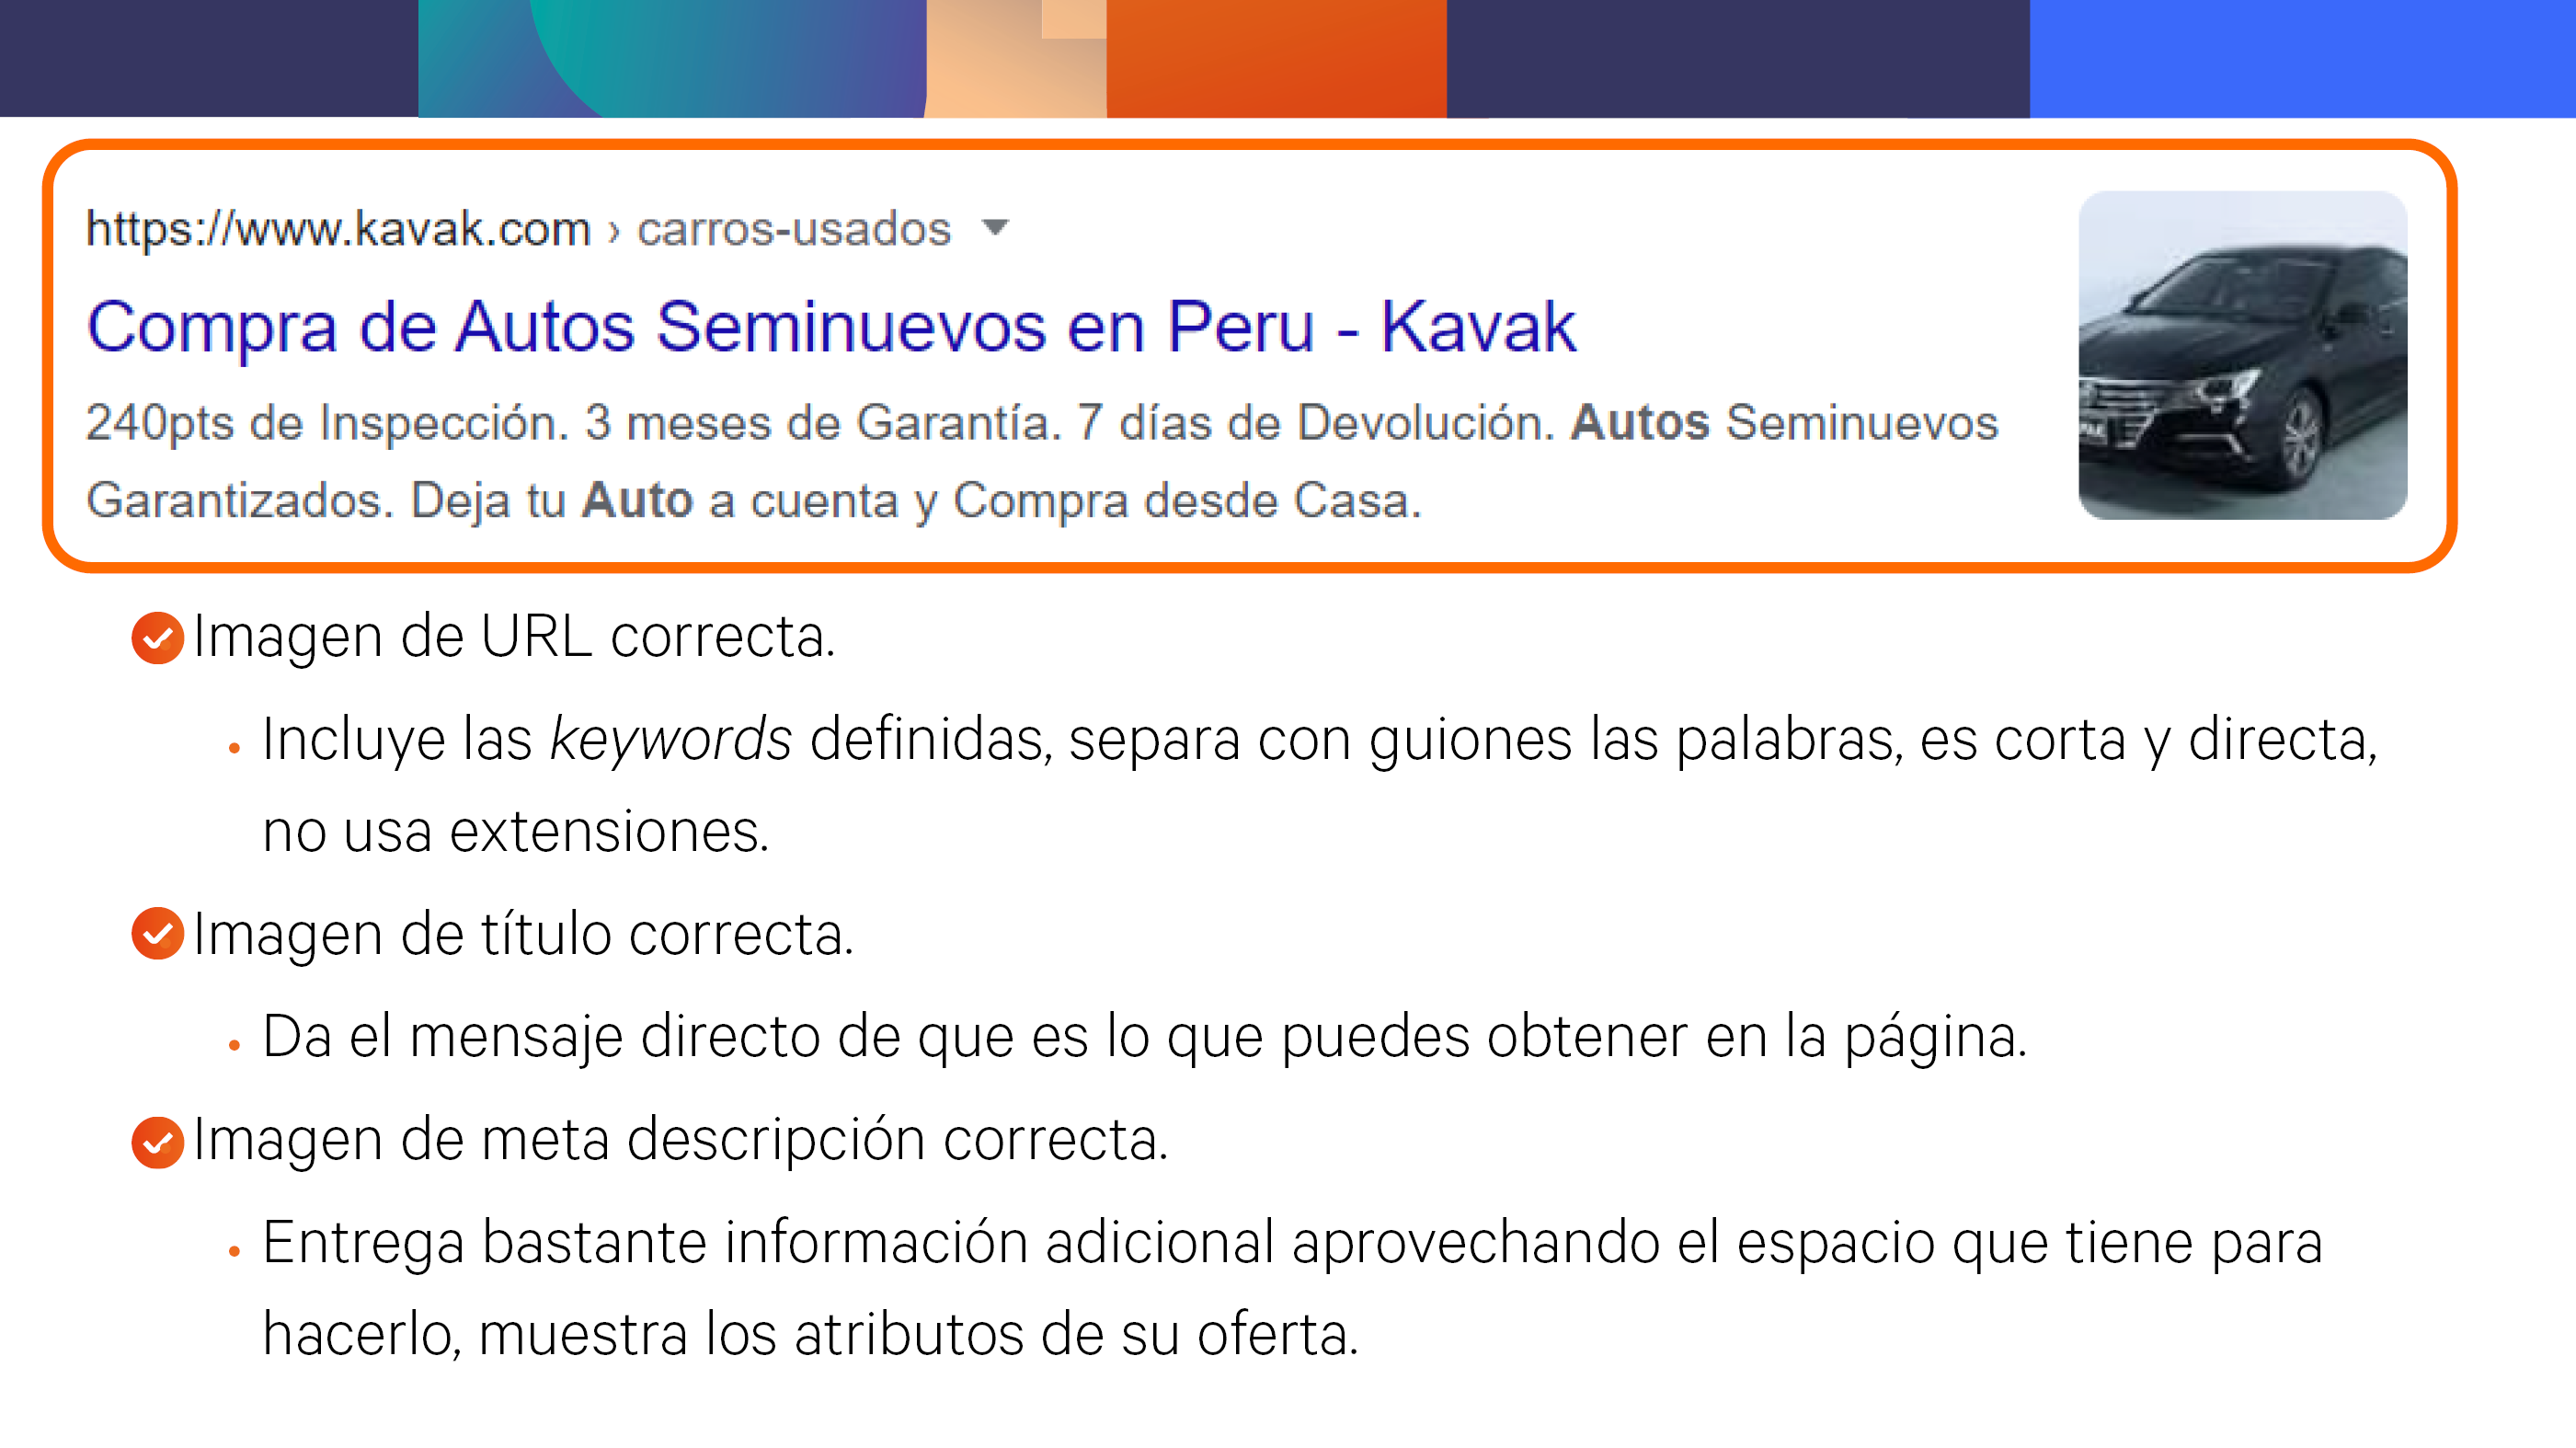 https://www.kavak.com › carros-usados
Compra de Autos Seminuevos en Peru - Kavak
240pts de Inspección. 3 meses de Garantía. 7 días de Devolución. Autos Seminuevos
Garantizados. Deja tu Auto a cuenta y Compra desde Casa.
Imagen de URL correcta.
• Incluye las keywords definidas, separa con guiones las palabras, es corta y directa,
no usa extensiones.
Imagen de título correcta.
• Da el mensaje directo de que es lo que puedes obtener en la página.
Imagen de meta descripción correcta.
• Entrega bastante información adicional aprovechando el espacio que tiene para
hacerlo, muestra los atributos de su oferta.